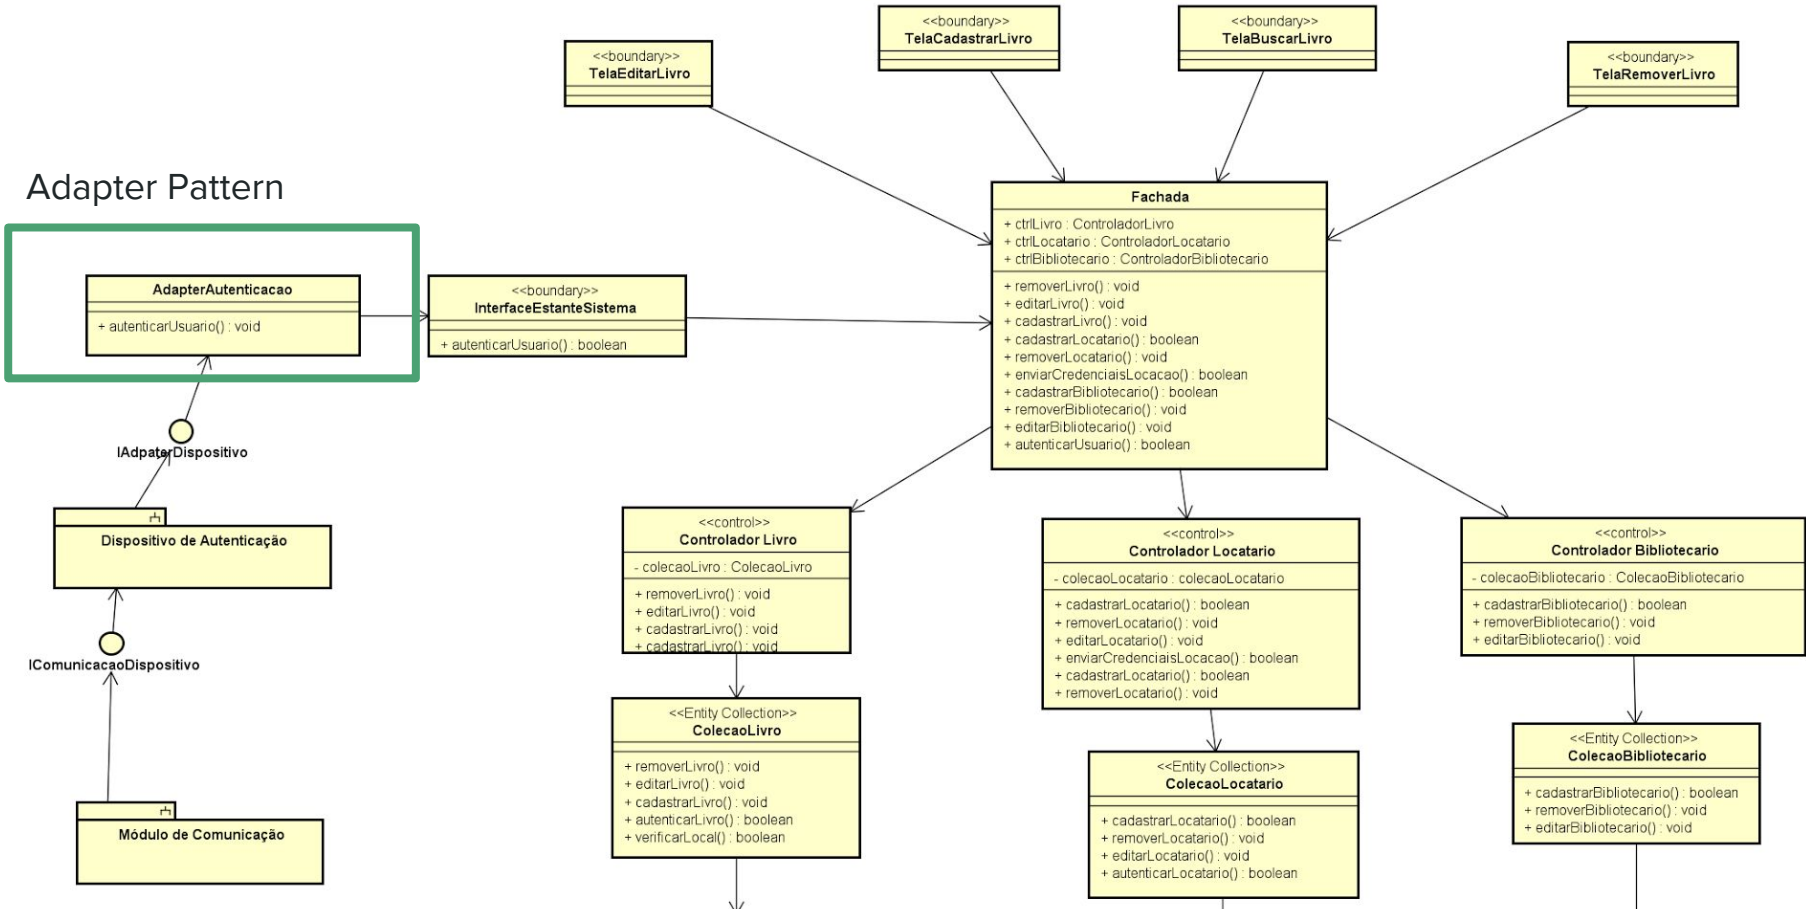 <<boundary>>
TelaEditarLivro
<<boundary>>
TelaCadastrarLivro
<<boundary>>
TelaBuscarLivro
<<boundary>>
TelaRemoverLivro
Adapter Pattern
AdapterAutenticacao
+ autenticarUsuario() : void
<<boundary>>
InterfaceEstanteSistema
+ autenticarUsuario() : boolean
Fachada
+ ctrlLivro : ControladorLivro
+ ctrlLocatario : ControladorLocatario
+ ctrlBibliotecario : ControladorBibliotecario
+ removerLivro() : void
+ editarLivro() : void
+ cadastrarLivro() : void
+ cadastrarLocatario() : boolean
+ removerLocatario() : void
+ enviarCredenciaisLocacao() : boolean
+ cadastrarBibliotecario() : boolean
+ removerBibliotecario() : void
+ editarBibliotecario() : void
+ autenticarUsuario() : boolean
IAdpaterDispositivo
Dispositivo de Autenticação
IComunicacaoDispositivo
Módulo de Comunicação
<<control>>
Controlador Livro
- colecaoLivro : ColecaoLivro
+ removerLivro() : void
+ editarLivro() : void
+ cadastrarLivro() : void
+ cadastrarLivro() : void
<<Entity Collection>>
ColecaoLivro
+ removerLivro() : void
+ editarLivro() : void
+ cadastrarLivro() : void
+ autenticarLivro() : boolean
+ verificarLocal() : boolean
<<control>>
Controlador Locatario
- colecaoLocatario : colecaoLocatario
+ cadastrarLocatario() : boolean
+ removerLocatario() : void
+ editarLocatario() : void
+ enviarCredenciaisLocacao() : boolean
+ cadastrarLocatario() : boolean
+ removerLocatario() : void
<<Entity Collection>>
ColecaoLocatario
+ cadastrarLocatario() : boolean
+ removerLocatario() : void
+ editarLocatario() : void
+ autenticarLocatario() : boolean
<<control>>
Controlador Bibliotecario
- colecaoBibliotecario : ColecaoBibliotecario
+ cadastrarBibliotecario() : boolean
+ removerBibliotecario() : void
+ editarBibliotecario() : void
<<Entity Collection>>
ColecaoBibliotecario
+ cadastrarBibliotecario() : boolean
+ removerBibliotecario() : void
+ editarBibliotecario() : void